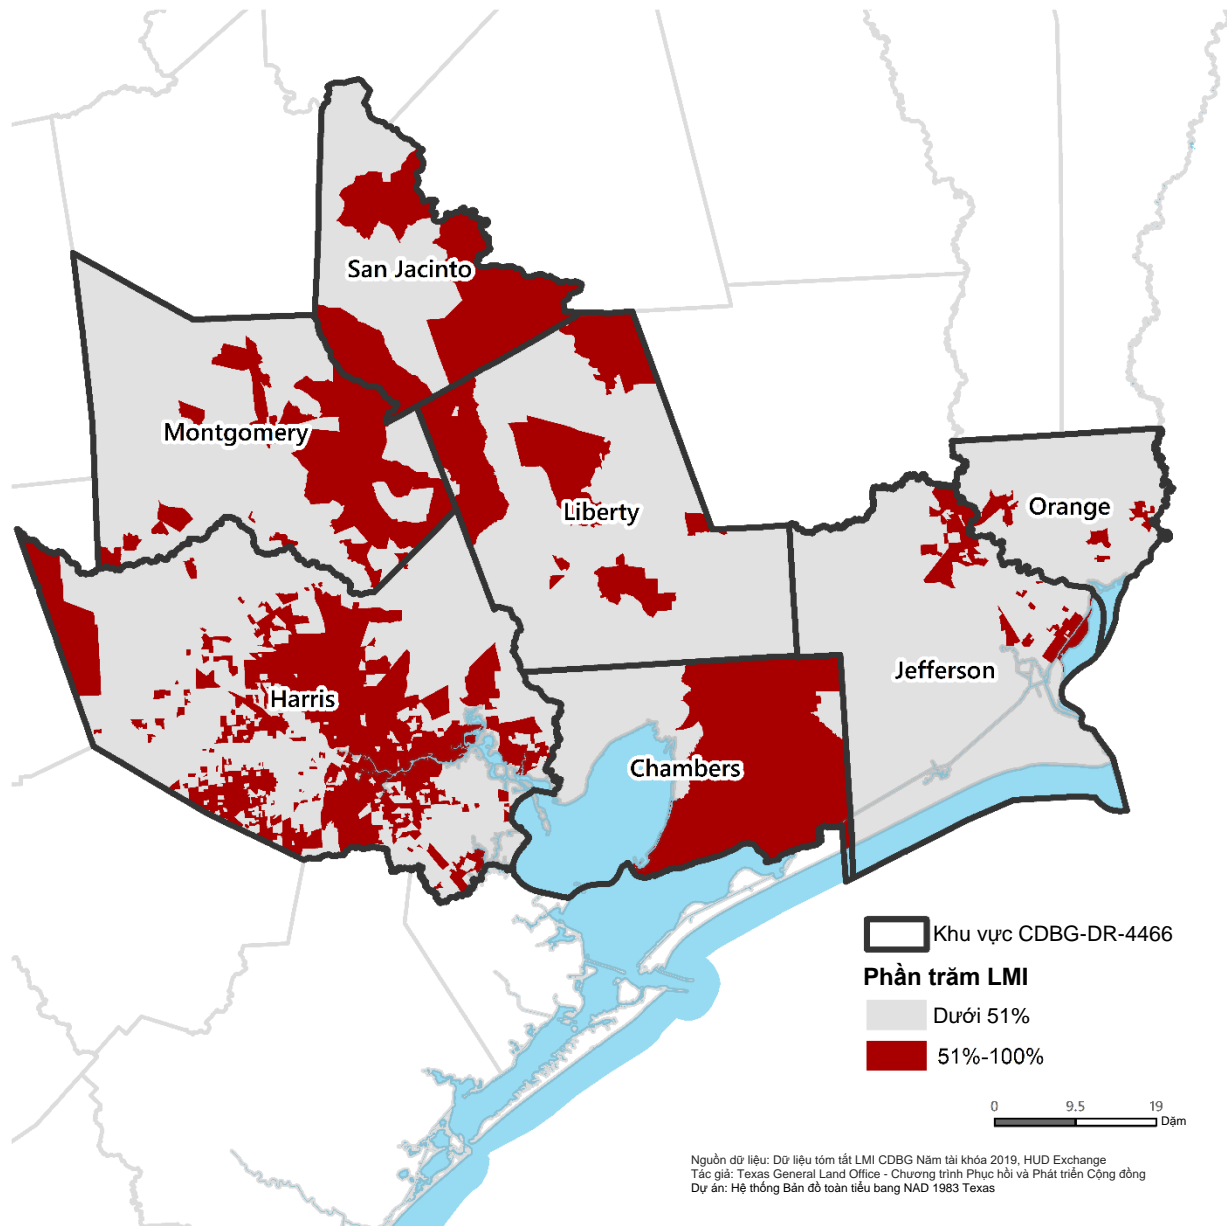 San Jacinto
Montgomery
Liberty
Orange
Harris
Jefferson
Chambers
Khu vực CDBG-DR-4466
Phần trăm LMI
Dưới 51%
51%-100%
0 9.5 19
Dặm
Nguồn dữ liệu: Dữ liệu tóm tắt LMI CDBG Năm tài khóa 2019, HUD Exchange
Tác giả: Texas General Land Office - Chương trình Phục hồi và Phát triển Cộng đồng
Dự án: Hệ thống Bản đồ toàn tiểu bang NAD 1983 Texas